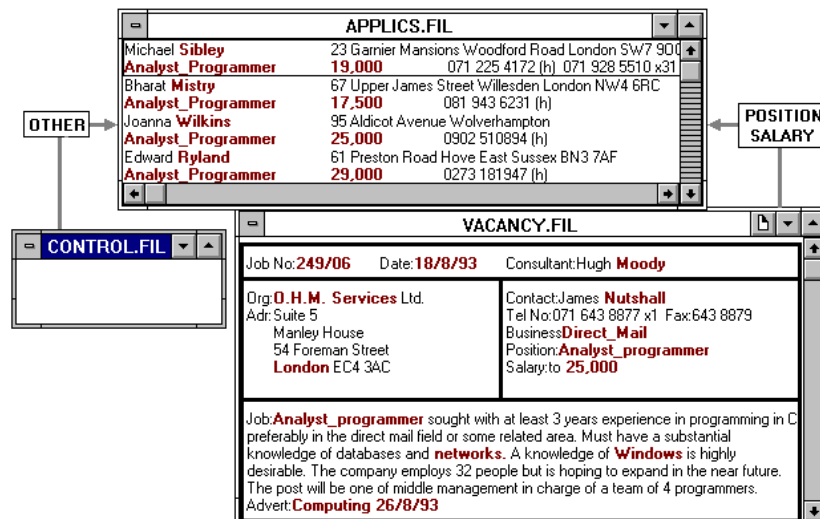 APPLICS.FIL
Michael Sibley 23 Garnier Mansions Woodford Road London SW7 9OO
Analyst_Programmer 19,000 071 225 4172 (h) 071 928 5510 x31
Bharat Mistry 67 Upper James Street Willesden London NW4 6RC
Analyst_Programmer 17,500 081 943 6231 (h)
Joanna Wilkins 95 Aldicot Avenue Wolverhampton
Analyst_Programmer 25,000 0902 510894 (h)
Edward Ryland 61 Preston Road Hove East Sussex BN3 7AF
Analyst_Programmer 29,000 0273 181947 (h)
OTHER
POSITION
SALARY
CONTROL.FIL
VACANCY.FIL
Job No:249/06 Date:18/8/93 Consultant:Hugh Moody
Org:O.H.M. Services Ltd.
Adr:Suite 5
Manley House
54 Foreman Street
London EC4 3AC
Contact:James Nutshall
Tel No:071 643 8877 x1 Fax:643 8879
BusinessDirect_Mail
Position:Analyst_programmer
Salary:to 25,000
Job:Analyst_programmer sought with at least 3 years experience in programming in C
preferably in the direct mail field or some related area. Must have a substantial
knowledge of databases and networks. A knowledge of Windows is highly
desirable. The company employs 32 people but is hoping to expand in the near future.
The post will be one of middle management in charge of a team of 4 programmers.
Advert:Computing 26/8/93